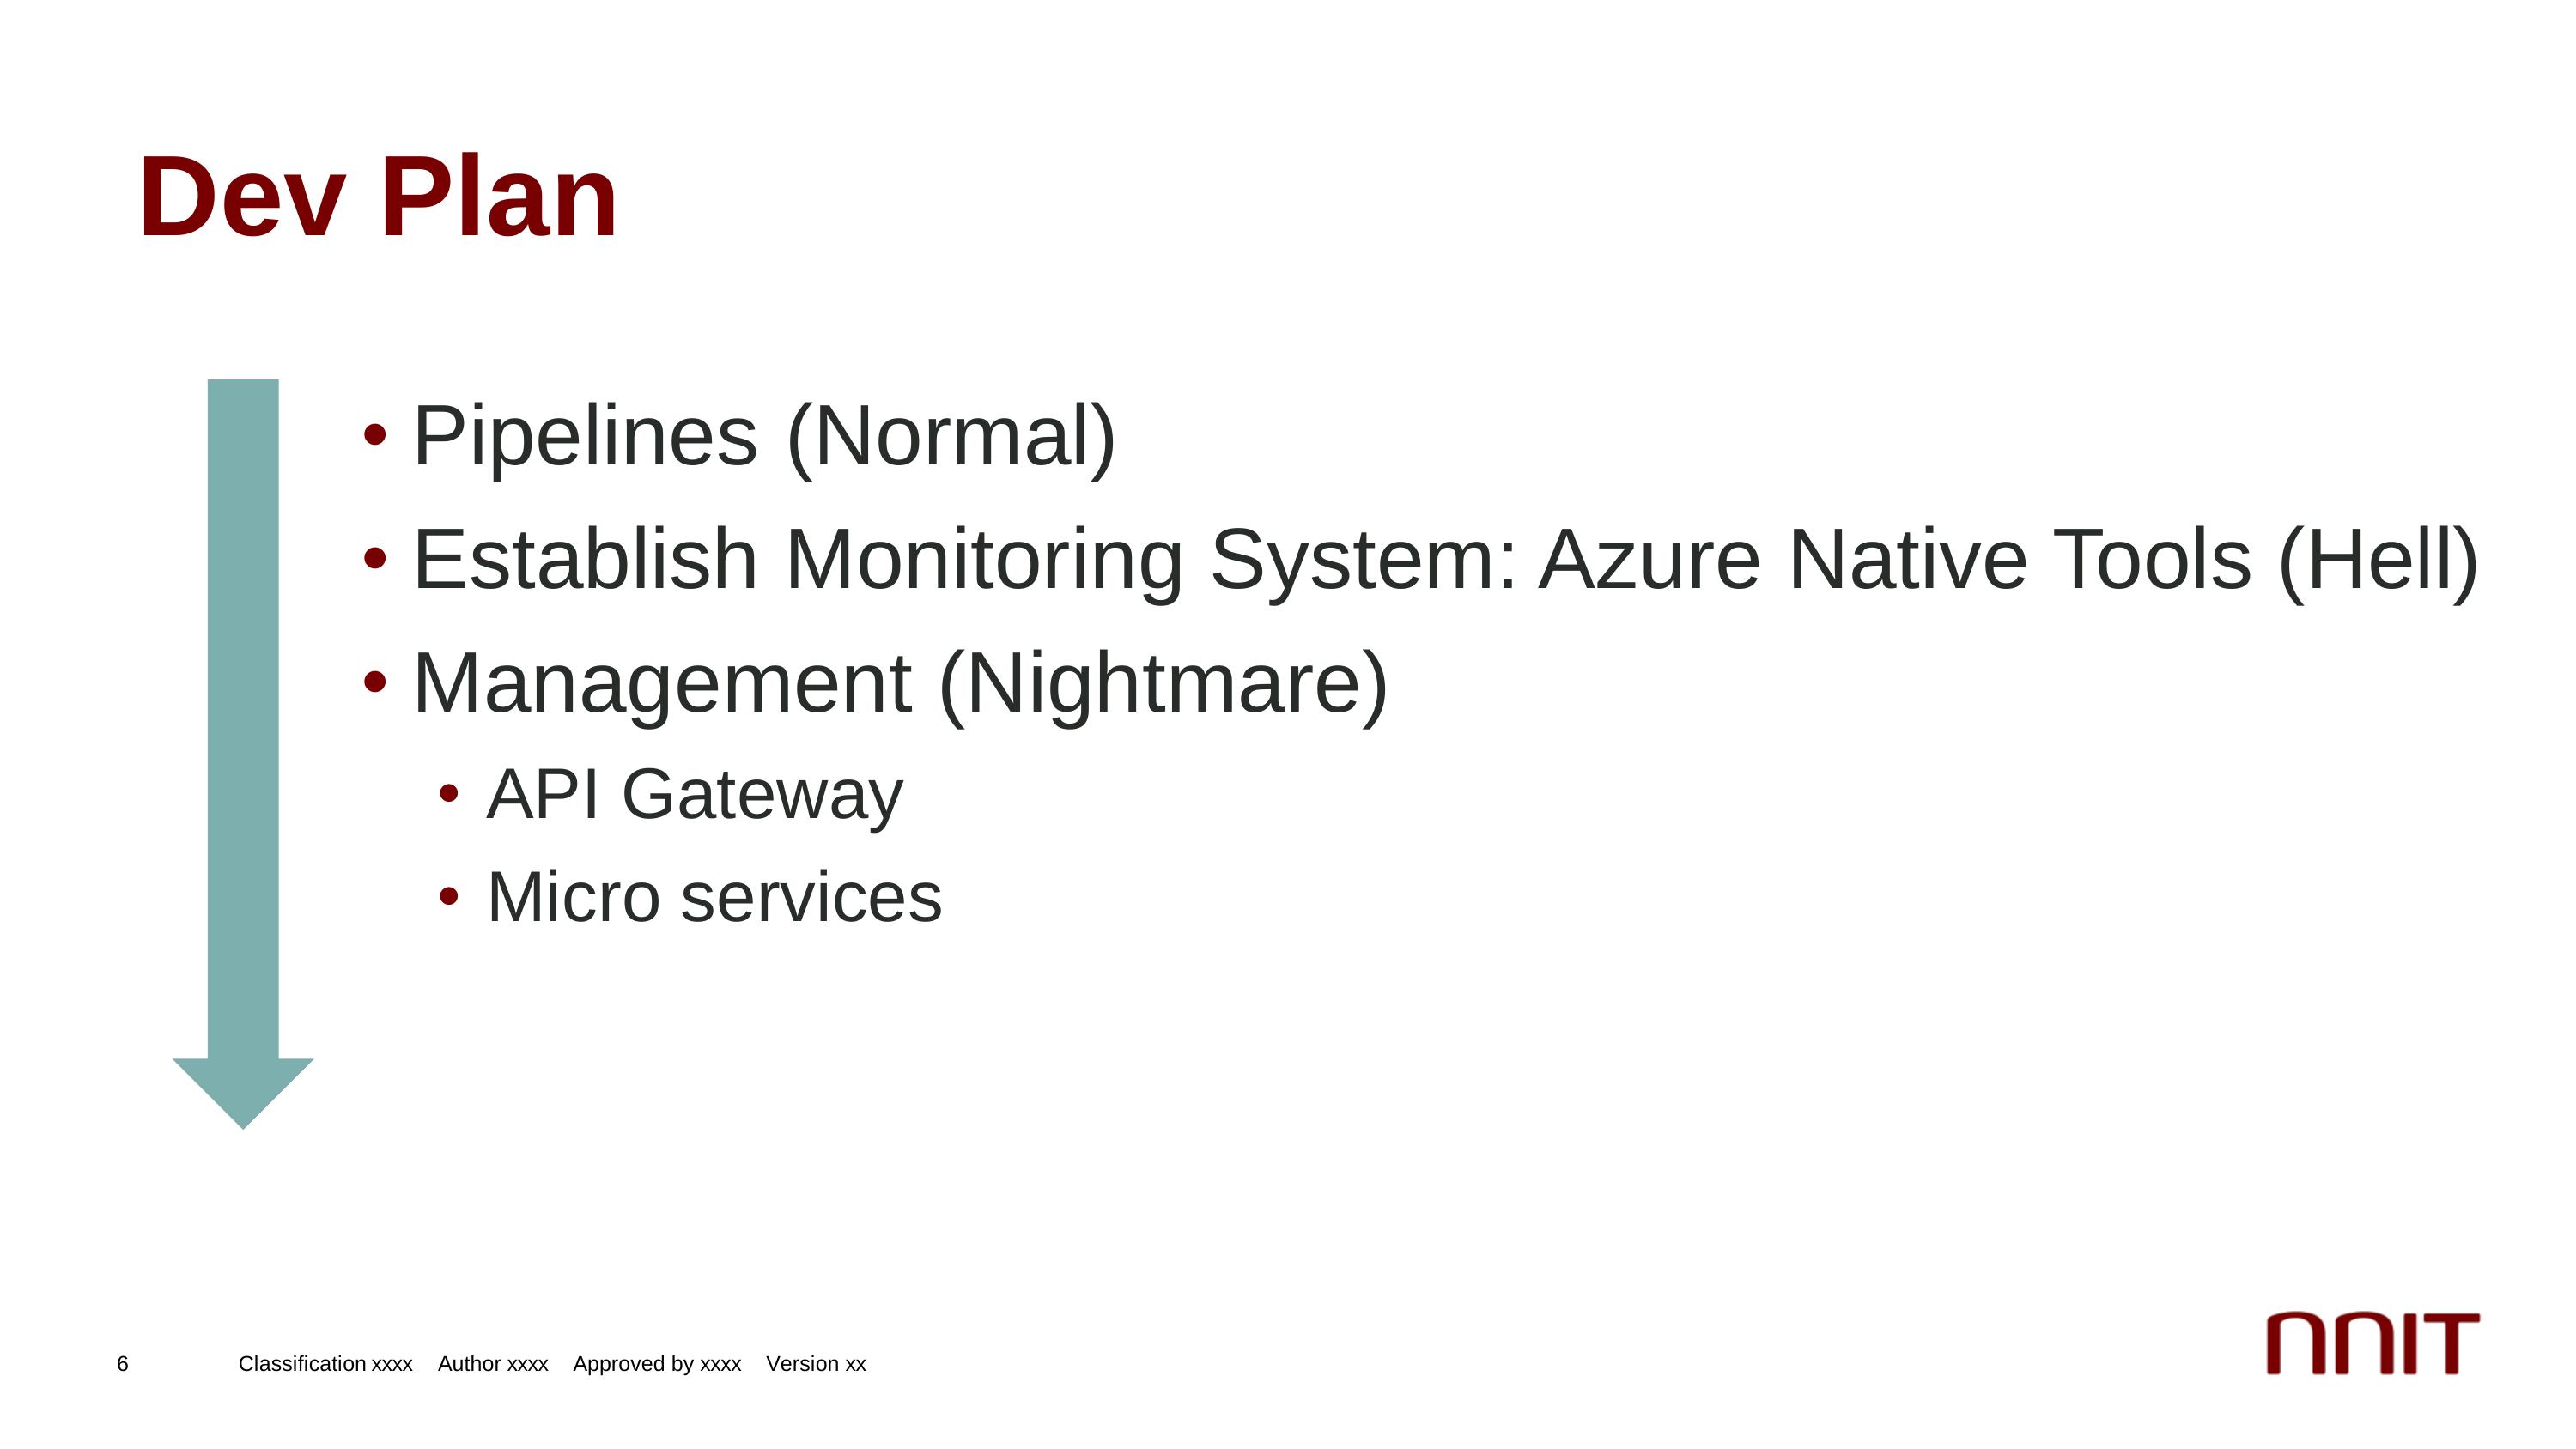 Dev Plan
• Pipelines (Normal)
• Establish Monitoring System: Azure Native Tools (Hell)
• Management (Nightmare)
• API Gateway
• Micro services
6 Classification xxxx Author xxxx Approved by xxxx Version xx
nnIT